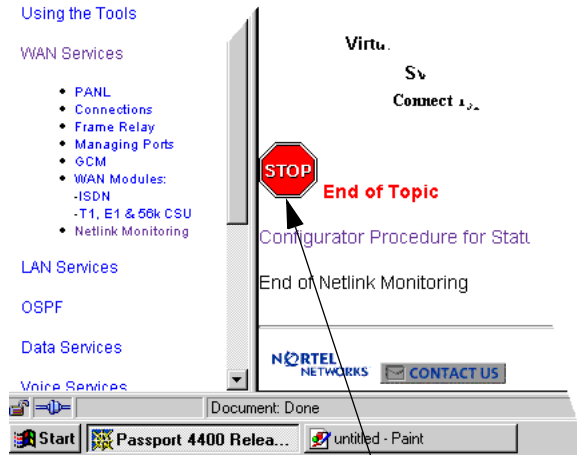 Using the Tools
WAN Services
PANL
Connections
Frame Relay
Managing Ports
GCM
WAN Modules:
-ISDN
-T1, E1 & 56k CSU
Netlink Monitoring
LAN Services
OSPF
Data Services
Voice Services
Connect
STOP
End of Topic
Configurator Procedure for
End of Netlink Monitoring
NORTEL
NETWORKS
CONTACT US
Document: Done
Start
Passport 4400 Relea...
untitled - Paint